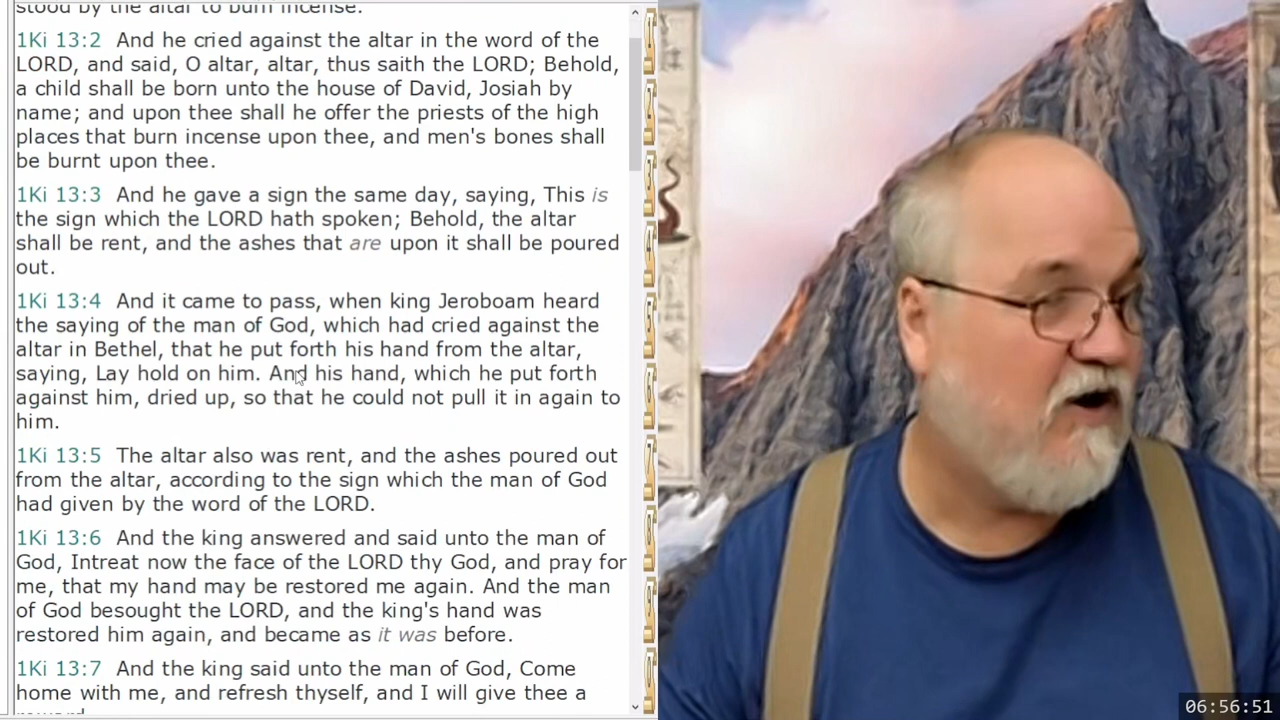 stood by the altar to burn incense.
1Ki 13:2 And he cried against the altar in the word of the
LORD, and said, O altar, altar, thus saith the LORD; Behold,
a child shall be born unto the house of David, Josiah by
name; and upon thee shall he offer the priests of the high
places that burn incense upon thee, and men's bones shall
be burnt upon thee.
1Ki 13:3 And he gave a sign the same day, saying, This is
the sign which the LORD hath spoken; Behold, the altar
shall be rent, and the ashes that are upon it shall be poured
out.
1Ki 13:4 And it came to pass, when king Jeroboam heard
the saying of the man of God, which had cried against the
altar in Bethel, that he put forth his hand from the altar,
saying, Lay hold on him. And his hand, which he put forth
against him, dried up, so that he could not pull it in again to
him.
1Ki 13:5 The altar also was rent, and the ashes poured out
from the altar, according to the sign which the man of God
had given by the word of the LORD.
1Ki 13:6 And the king answered and said unto the man of
God, Intreat now the face of the LORD thy God, and pray for
me, that my hand may be restored me again. And the man
of God besought the LORD, and the king's hand was
restored him again, and became as it was before.
1Ki 13:7 And the king said unto the man of God, Come
home with me, and refresh thyself, and I will give thee a
06:56:51